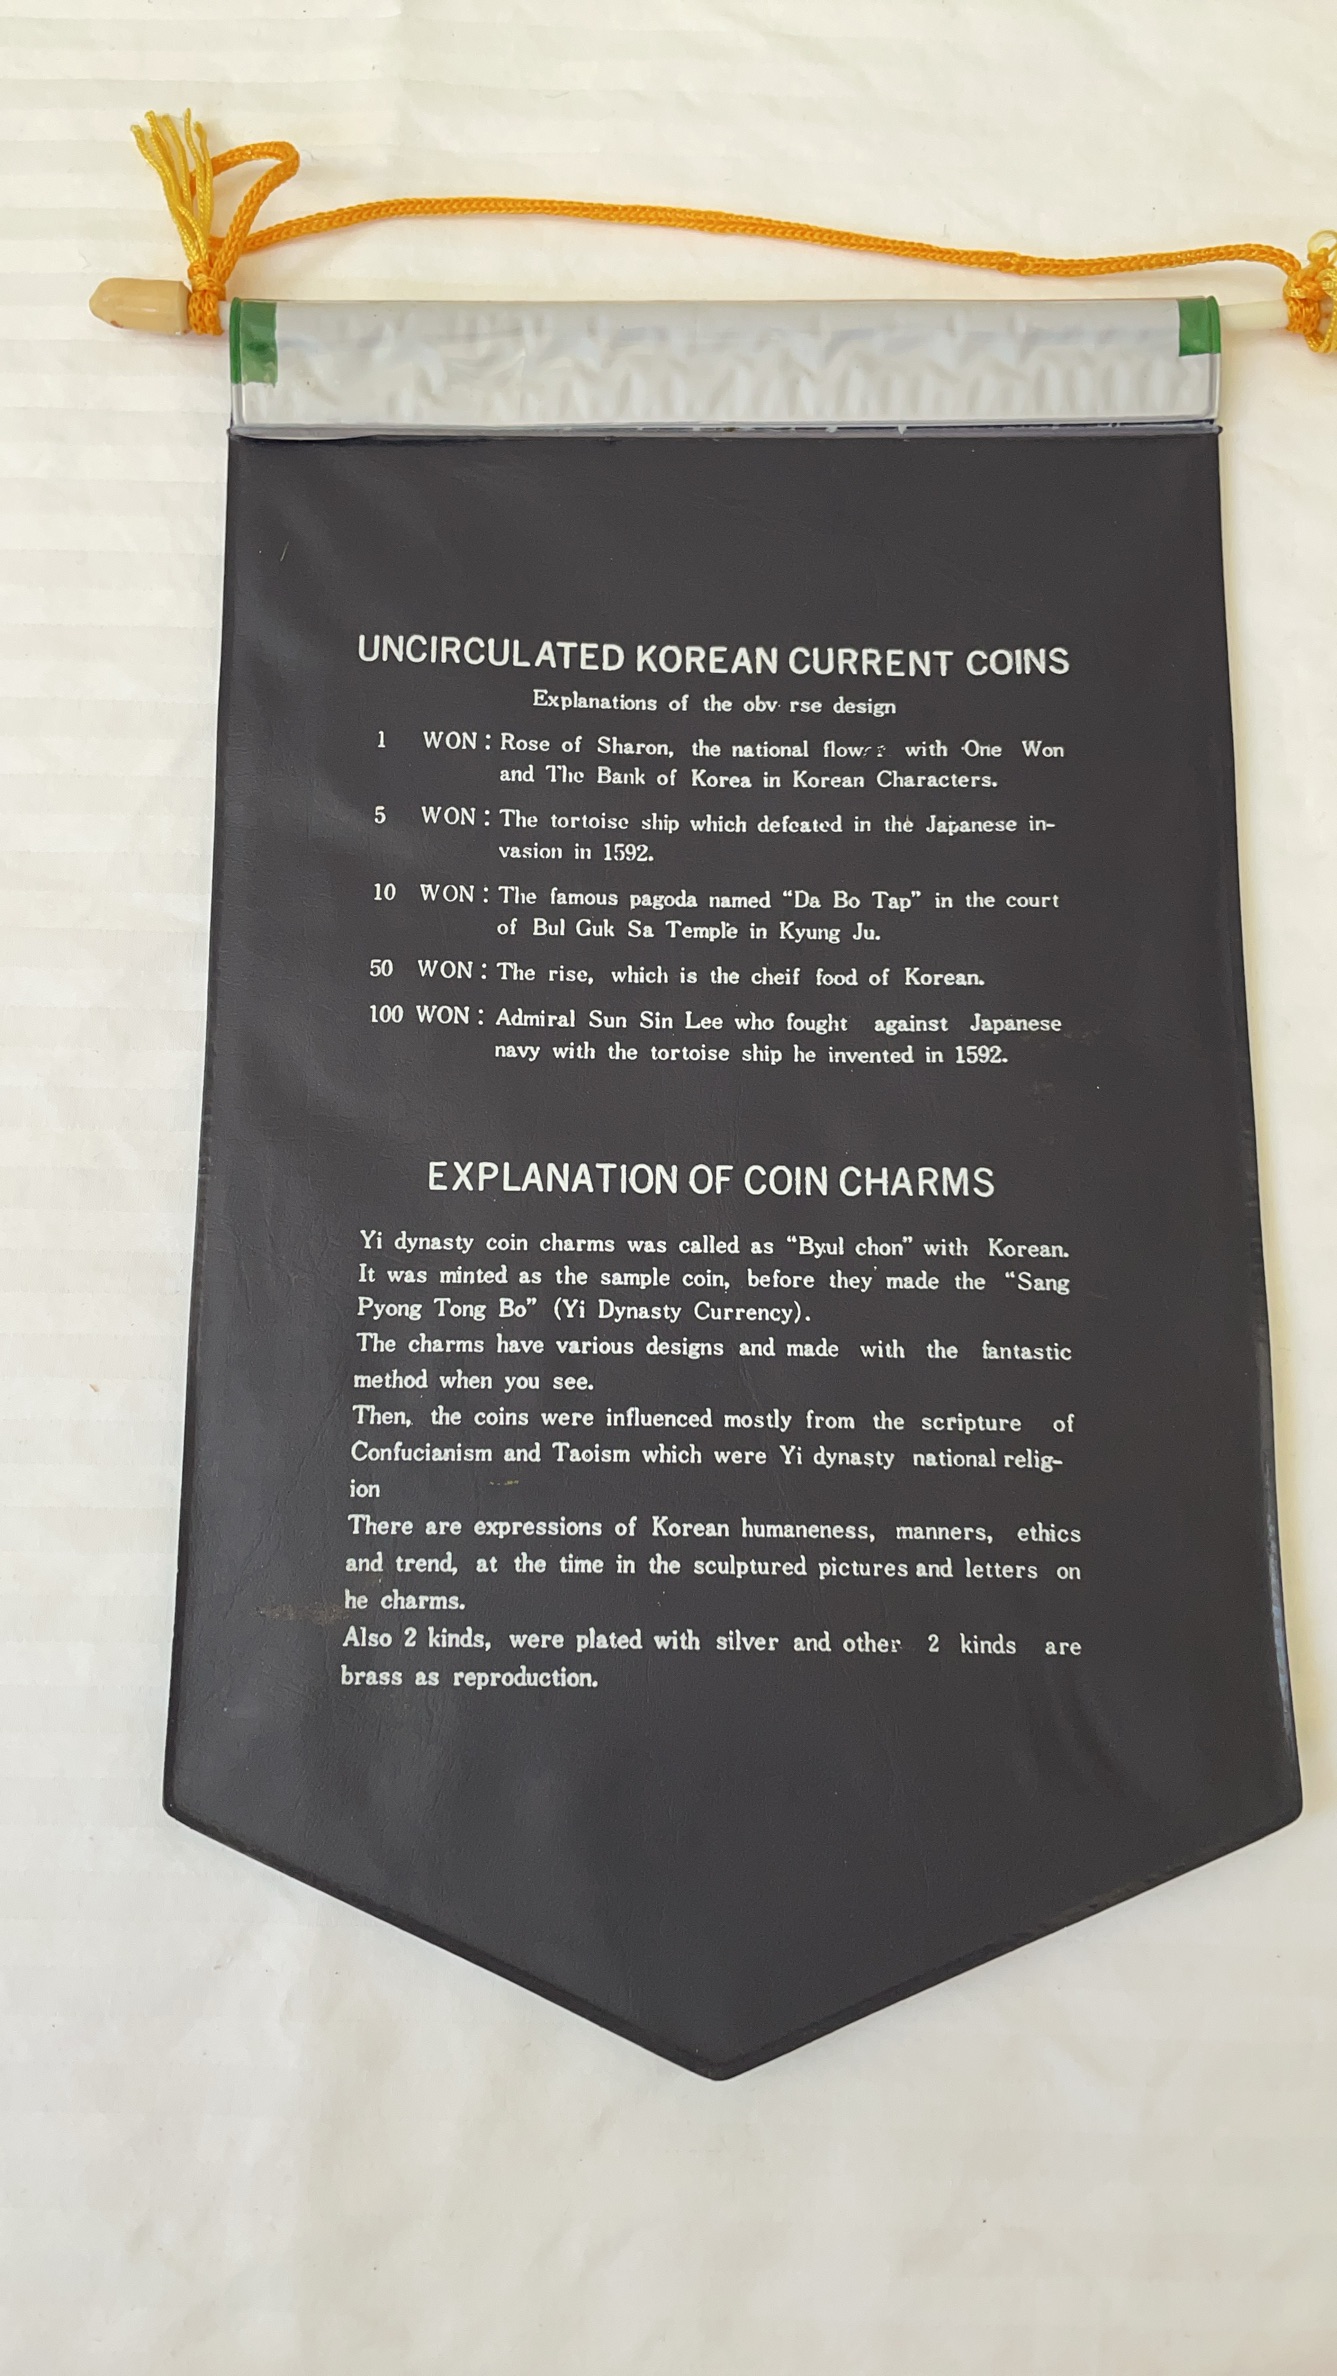 UNCIRCULATED KOREAN CURRENT COINS
Explanations of the obv rse design
1 WON : Rose of Sharon, the national flower with One Won
and The Bank of Korea in Korean Characters.
5 WON : The tortoise ship which defeated in the Japanese in-
vasion in 1592.
10 WON : The famous pagoda named “Da Bo Tap” in the court
of Bul Guk Sa Temple in Kyung Ju.
50 WON : The rise, which is the cheif food of Korean.
100 WON : Admiral Sun Sin Lee who fought against Japanese
navy with the tortoise ship he invented in 1592.
EXPLANATION OF COIN CHARMS
Yi dynasty coin charms was called as “Byul chon” with Korean.
It was minted as the sample coin, before they made the “Sang
Pyong Tong Bo” (Yi Dynasty Currency).
The charms have various designs and made with the fantastic
method when you see.
Then, the coins were influenced mostly from the scripture of
Confucianism and Taoism which were Yi dynasty national relig-
ion
There are expressions of Korean humaneness, manners, ethics
and trend, at the time in the sculptured pictures and letters on
he charms.
Also 2 kinds, were plated with silver and other 2 kinds are
brass as reproduction.